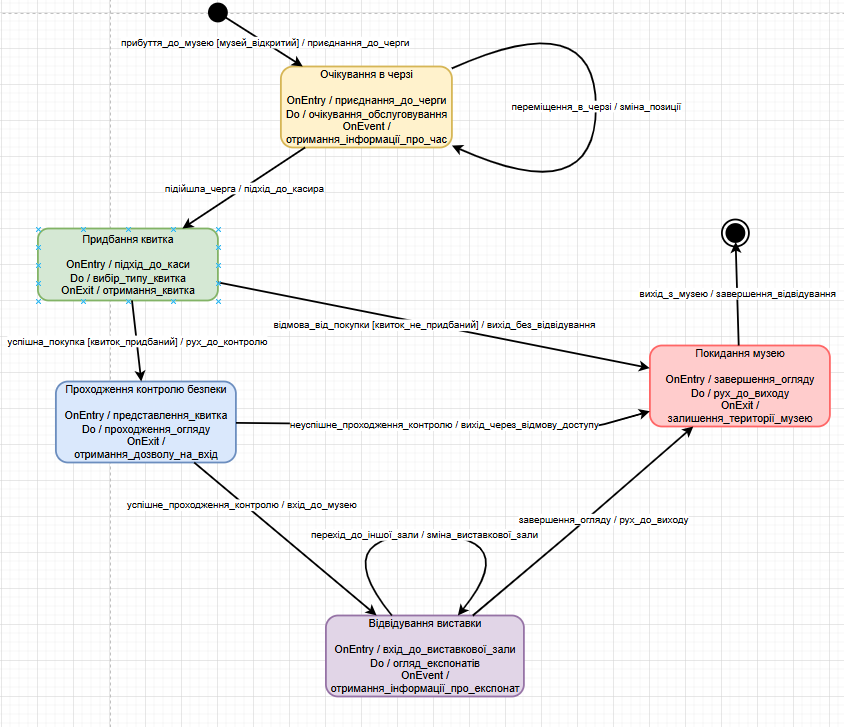 прибуття_до_музею [музей_відкритий] / приєднання_до_черги
Очікування в черзі
OnEntry / приєднання_до_черги
Do / очікування_обслуговування
OnEvent /
отримання_інформації_про_час
переміщення_в_черзі / зміна_позиції
підійшла_черга / підхід_до_касира
Придбання квитка
OnEntry / підхід_до_каси
Do / вибір_типу_квитка
OnExit / отримання_квитка
вихід_з_музею / завершення_відвідування
відмова_від_покупки [квиток_не_придбаний] / вихід_без_відвідування
успішна_покупка [квиток_придбаний] / рух_до_контролю
Покидання музею
OnEntry / завершення_огляду
Do / рух_до_виходу
OnExit /
залишення_території_музею
Проходження контролю безпеки
OnEntry / представлення_квитка
Do / проходження_огляду
OnExit /
отримання_дозволу_на_вхід
неуспішне_проходження_контролю / вихід_через_відмову_доступу
успішне_проходження_контролю / вхід_до_музею
завершення_огляду / рух_до_виходу
перехід_до_іншої_зали / зміна_виставкової_зали
Відвідування виставки
OnEntry / вхід_до_виставкової_зали
Do / огляд_експонатів
OnEvent /
отримання_інформації_про_експонат